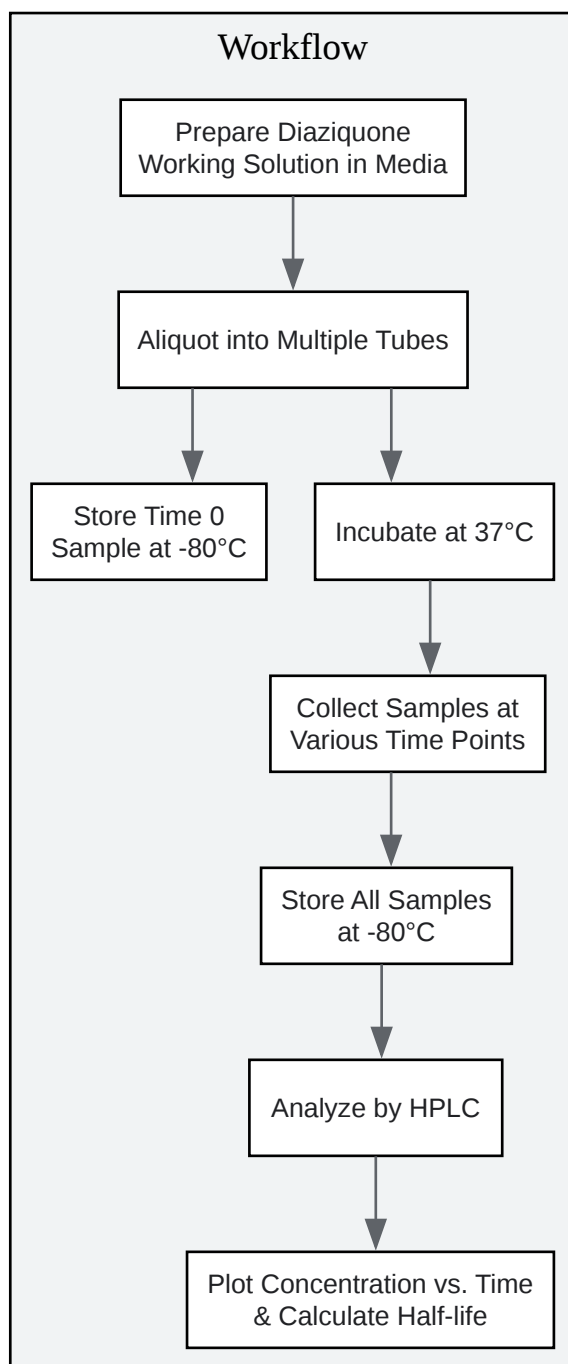 Workflow
Prepare Diaziquone
Working Solution in Media
Aliquot into Multiple Tubes
Store Time 0
Sample at -80°C
Incubate at 37°C
Collect Samples at
Various Time Points
Store All Samples
at -80°C
Analyze by HPLC
Plot Concentration vs. Time
& Calculate Half-life